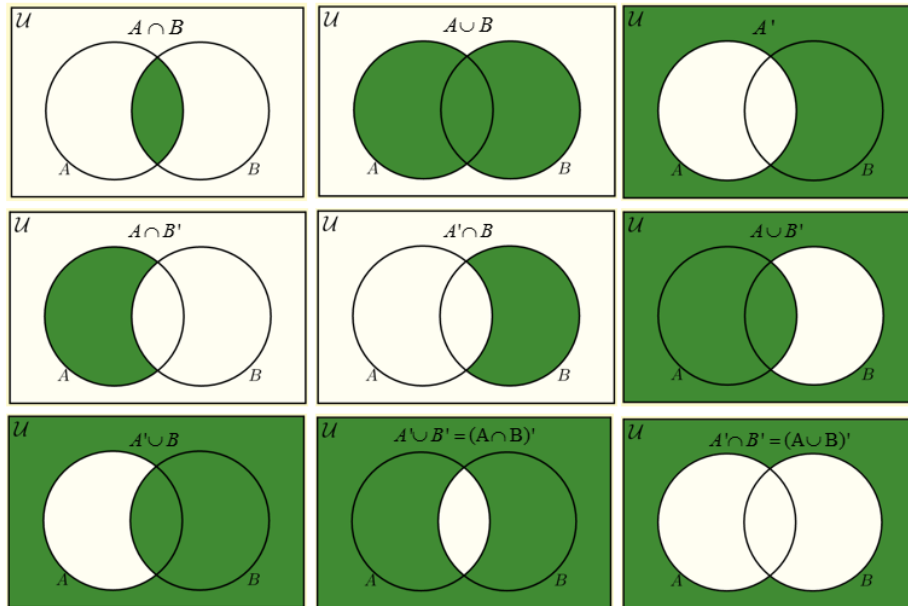 𝒰
A ∩ B
A B
𝒰
A ∪ B
A B
𝒰
A '
A B
𝒰
A ∩ B'
A B
𝒰
A' ∩ B
A B
𝒰
A ∪ B'
A B
𝒰
A' ∪ B
A B
𝒰
A' ∪ B' = (A ∩ B)'
A B
𝒰
A' ∩ B' = (A ∪ B)'
A B